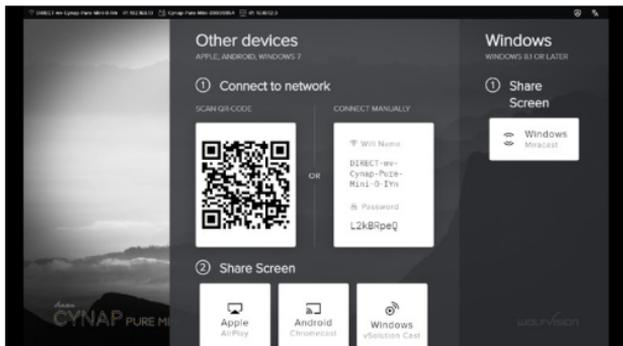 Other devices
APPLE, ANDROID, WINDOWS 7
1 Connect to network
SCAN QR-CODE
CONNECT MANUALLY
OR
Wifi Name
DIRECT-mv-
Cynap-Pure-
Mini-0-IYn
Password
L2kBRpeQ
2 Share Screen
Apple
AirPlay
Android
Chromecast
Windows
vSolution Cast
Windows
WINDOWS 8.1 OR LATER
1 Share
Screen
Windows
Miracast
CYNAP PURE MI
WOLFVISION